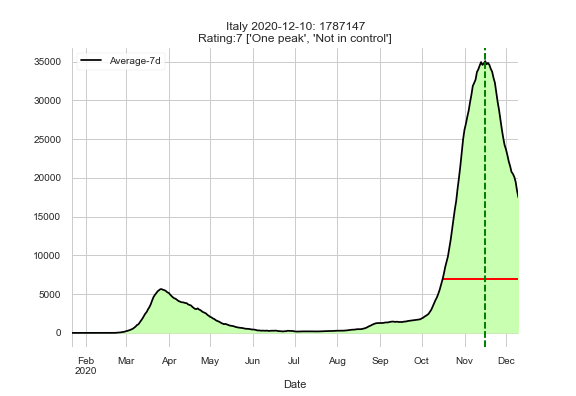 Italy 2020-12-10: 1787147
Rating:7 ['One peak', 'Not in control']
Average-7d
35000
30000
25000
20000
15000
10000
5000
0
Feb Mar Apr May Jun Jul Aug Sep Oct Nov Dec
2020
Date